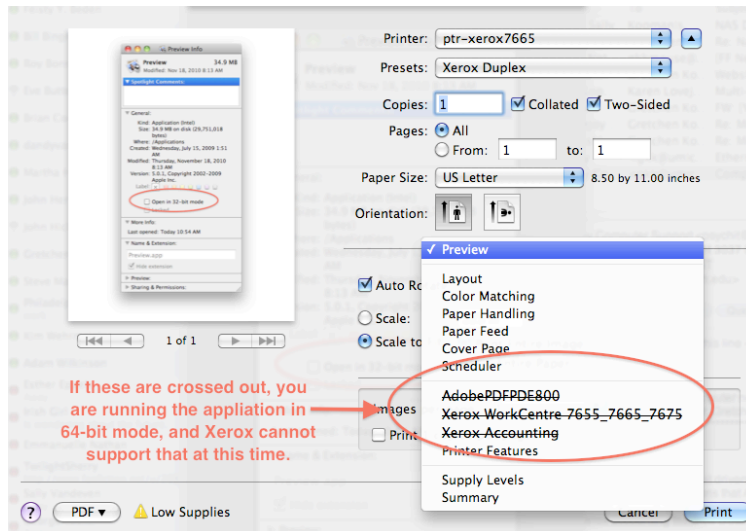 Printer: ptr-xerox7665
Presets: Xerox Duplex
Copies: 1 Collated Two-Sided
Pages: All
From: 1 to: 1
Paper Size: US Letter 8.50 by 11.00 inches
Orientation:
Preview Info
Preview 34.9 MB
Modified: Nov 18, 2010 8:13 AM
Spotlight Comments:
General:
Kind: Application (Intel)
Size: 34.9 MB on disk (29,751,018
bytes)
Where: /Applications
Created: Wednesday, July 15, 2009 1:51
AM
Modified: Thursday, November 18, 2010
8:13 AM
Version: 5.0.1, Copyright 2002-2009
Apple Inc.
Label:
Open in 32-bit mode
Locked
More Info:
Last opened: Today 10:54 AM
Name & Extension:
Preview.app
Hide extension
Preview
Sharing & Permissions:
1 of 1
Preview
Layout
Color Matching
Paper Handling
Paper Feed
Cover Page
Scheduler
AdobePDFPDE800
Xerox WorkCentre 7655_7665_7675
Xerox Accounting
Printer Features
Supply Levels
Summary
Auto Ro
Scale:
Scale to
Images
Print
If these are crossed out, you
are running the appliation in
64-bit mode, and Xerox cannot
support that at this time.
? PDF Low Supplies
Cancel Print